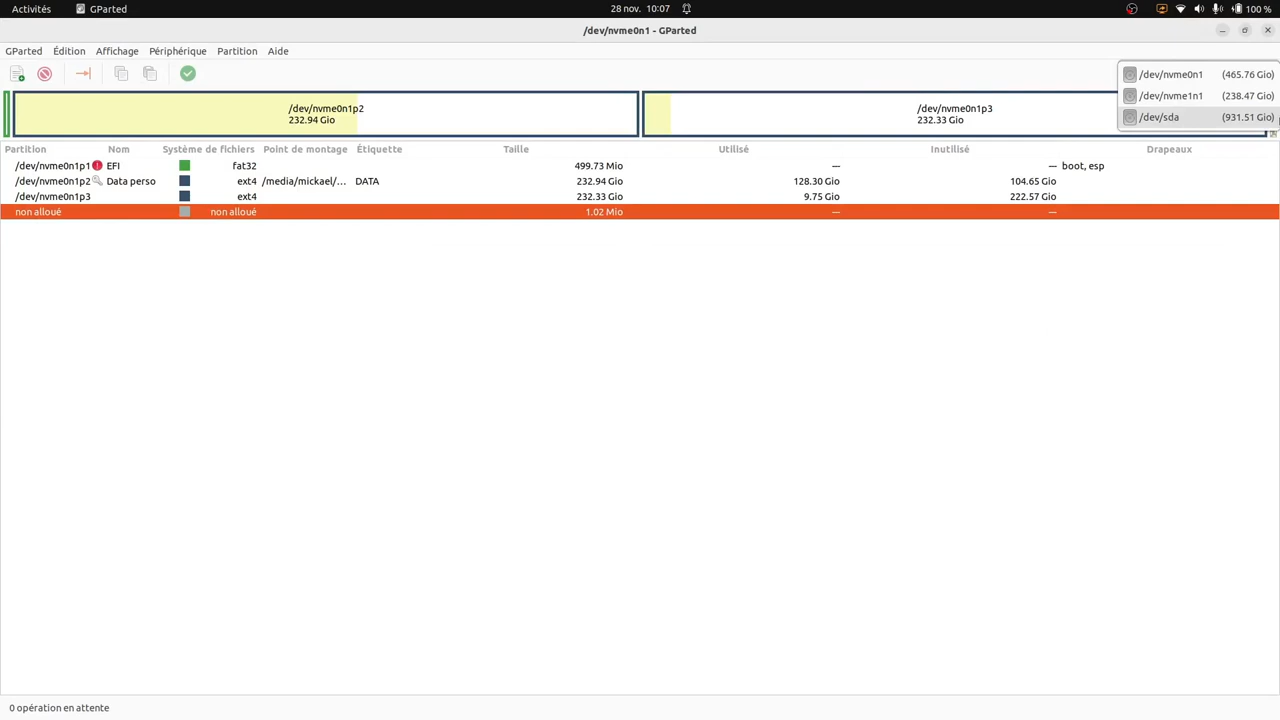 Activités GParted 28 nov. 10:07 100 %
/dev/nvme0n1 - GParted
GParted Édition Affichage Périphérique Partition Aide
/dev/nvme0n1 (465.76 Gio)
/dev/nvme1n1 (238.47 Gio)
/dev/sda (931.51 Gio)
/dev/nvme0n1p2
232.94 Gio
/dev/nvme0n1p3
232.33 Gio
Partition Nom Système de fichiers Point de montage Étiquette Taille Utilisé Inutilisé Drapeaux
/dev/nvme0n1p1 EFI fat32 499.73 Mio — — boot, esp
/dev/nvme0n1p2 Data perso ext4 /media/mickael/... DATA 232.94 Gio 128.30 Gio 104.65 Gio
/dev/nvme0n1p3 ext4 232.33 Gio 9.75 Gio 222.57 Gio
non alloué non alloué 1.02 Mio — —
0 opération en attente